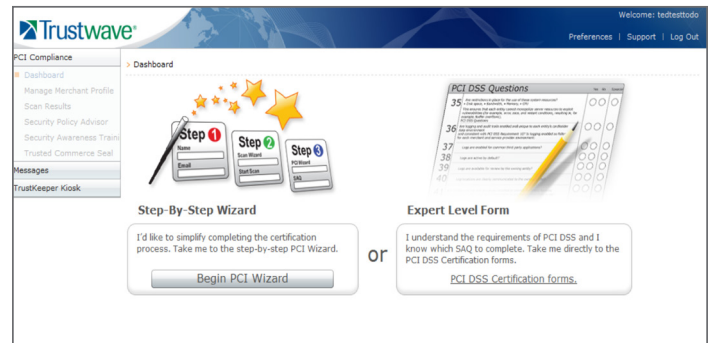 Welcome: tedtesttodo
Trustwave®
Preferences | Support | Log Out
PCI Compliance
> Dashboard
Dashboard
Manage Merchant Profile
Scan Results
Security Policy Advisor
Security Awareness Traini
Trusted Commerce Seal
Messages
TrustKeeper Kiosk
Step 1
Name
Email
Step 2
Scan Wizard
Start Scan
Step 3
PCI Wizard
SAQ
PCI DSS Questions
35
36
37
38
39
40
Step-By-Step Wizard
I'd like to simplify completing the certification
process. Take me to the step-by-step PCI Wizard.
Begin PCI Wizard
or
Expert Level Form
I understand the requirements of PCI DSS and I
know which SAQ to complete. Take me directly to the
PCI DSS Certification forms.
PCI DSS Certification forms.